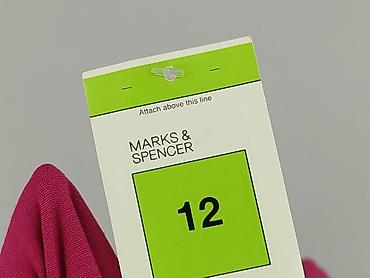 Attach above this line
MARKS &
SPENCER
12